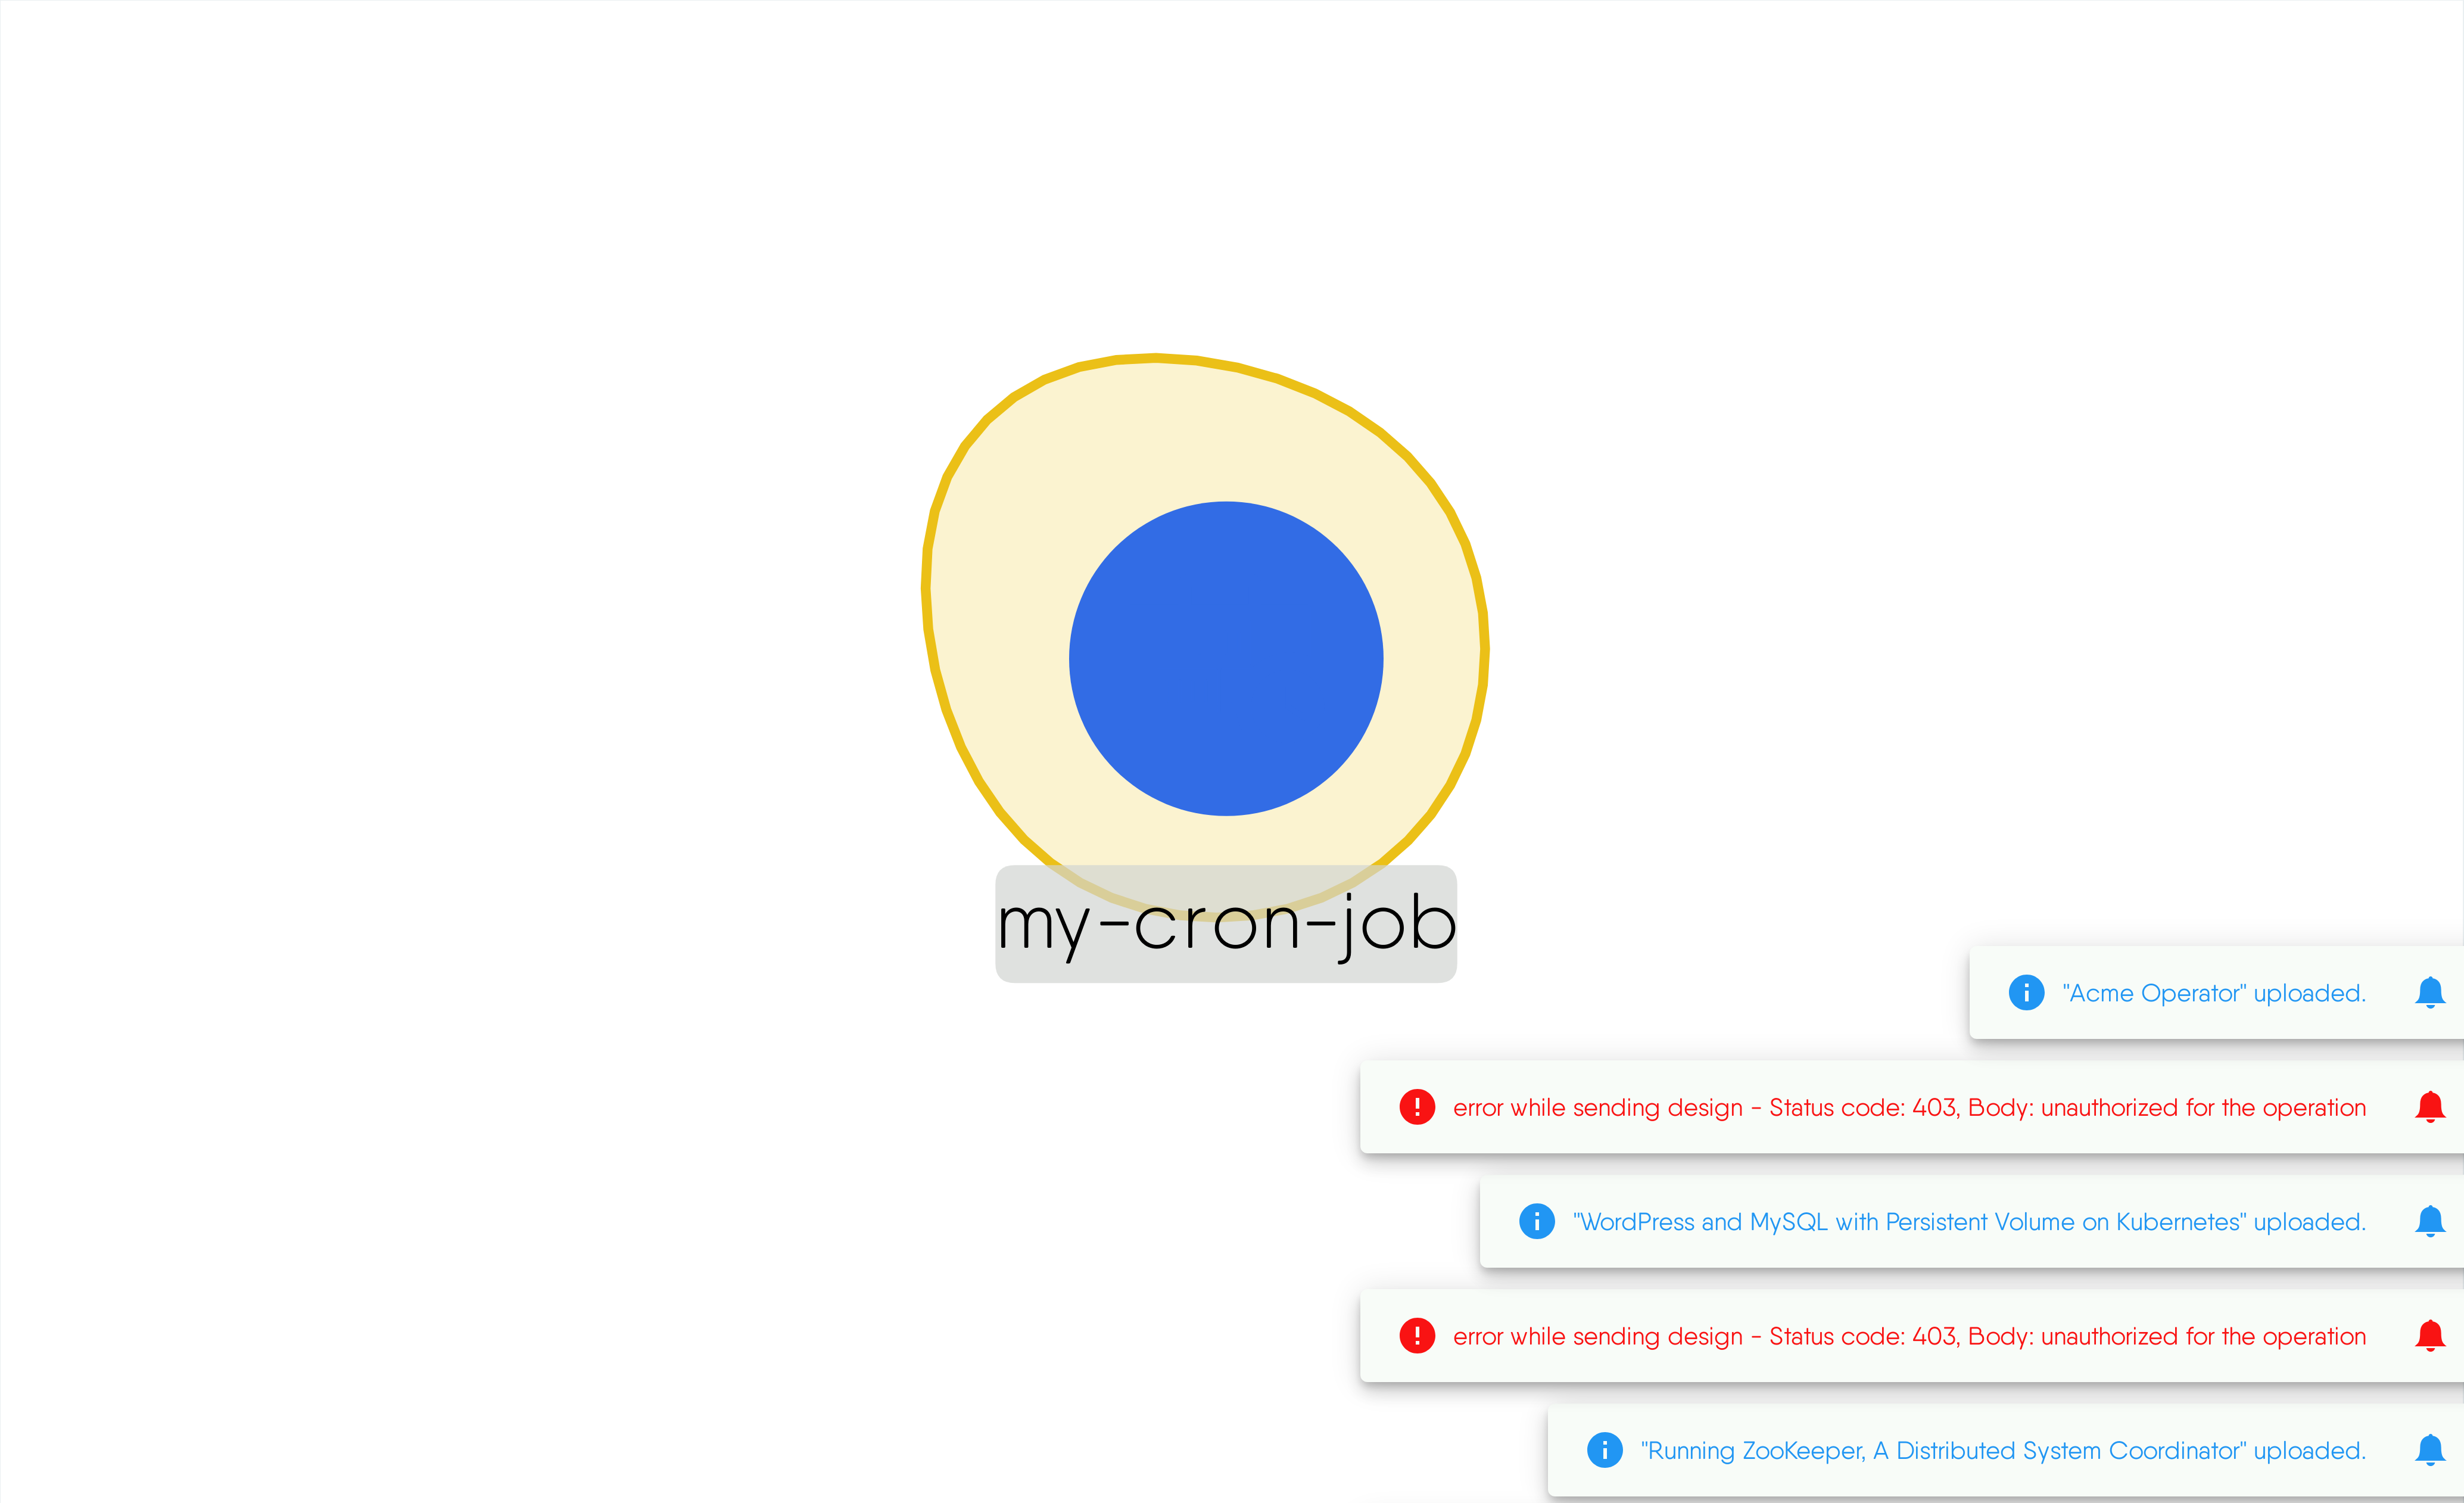 my-cron-job
"Acme Operator" uploaded.
error while sending design - Status code: 403, Body: unauthorized for the operation
"WordPress and MySQL with Persistent Volume on Kubernetes" uploaded.
error while sending design - Status code: 403, Body: unauthorized for the operation
"Running ZooKeeper, A Distributed System Coordinator" uploaded.